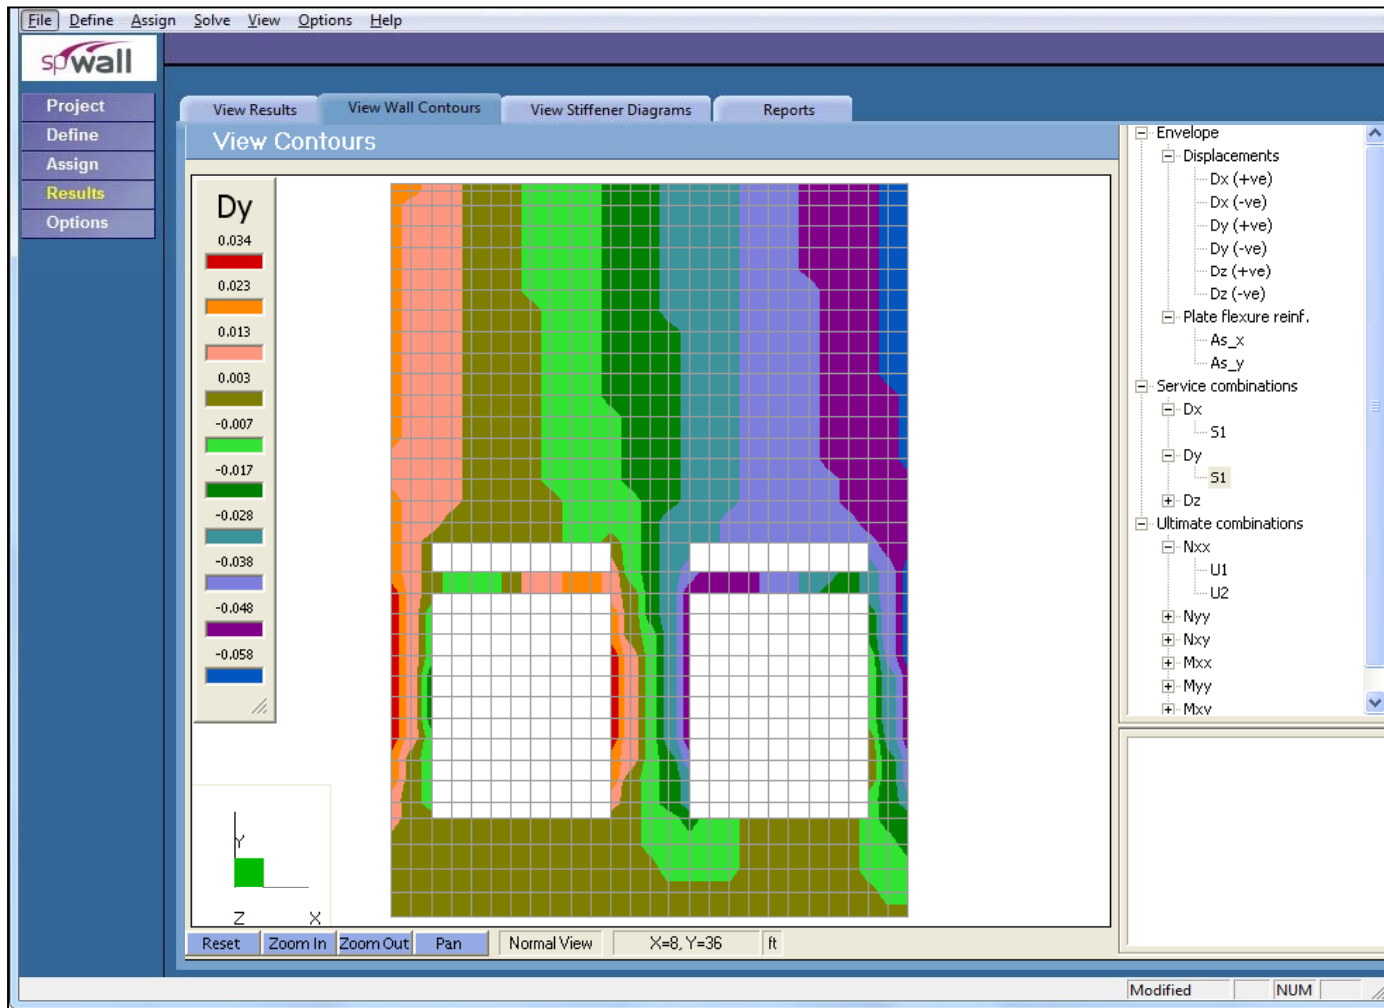 File Define Assign Solve View Options Help
spwall
Project
Define
Assign
Results
Options
View Results View Wall Contours View Stiffener Diagrams Reports
View Contours
Dy
0.034
0.023
0.013
0.003
-0.007
-0.017
-0.028
-0.038
-0.048
-0.058
Y
Z X
Reset Zoom In Zoom Out Pan Normal View X=8, Y=36 ft
Envelope
Displacements
Dx (+ve)
Dx (-ve)
Dy (+ve)
Dy (-ve)
Dz (+ve)
Dz (-ve)
Plate flexure reinf.
As_x
As_y
Service combinations
Dx
S1
Dy
S1
Dz
Ultimate combinations
Nxx
U1
U2
Nyy
Nxy
Mxx
Myy
Mxy
Modified NUM